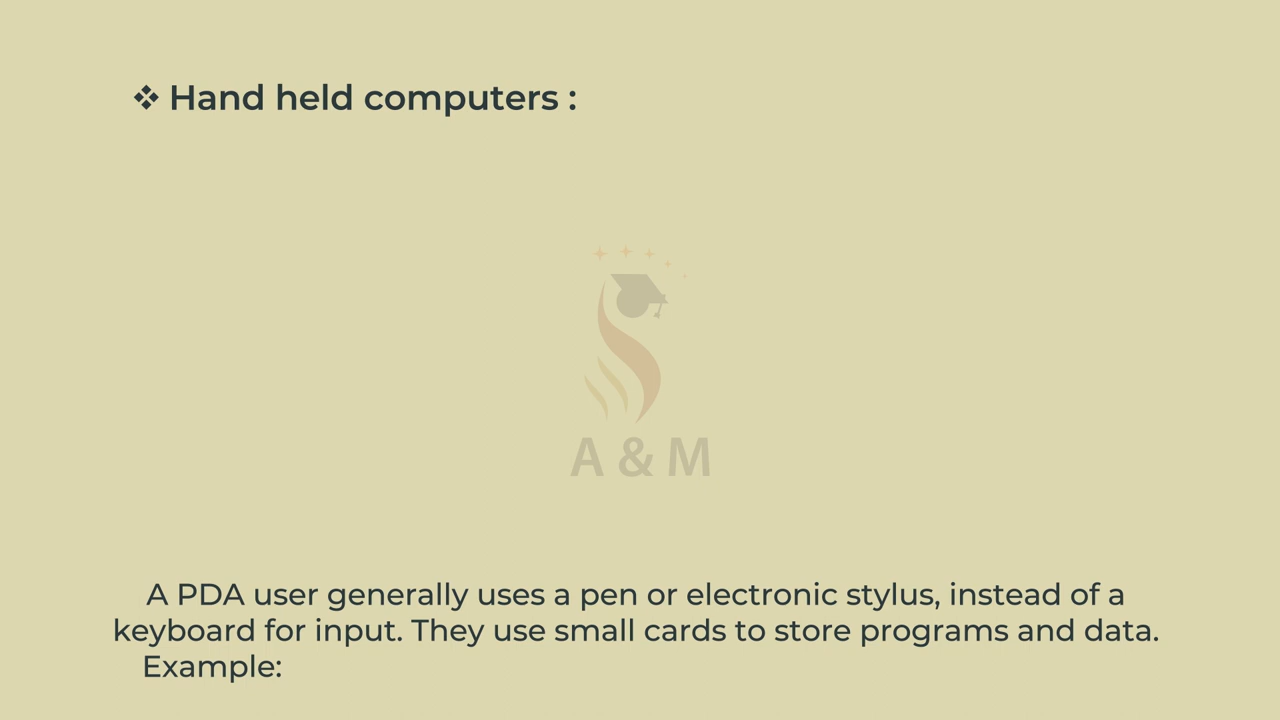 ❖ Hand held computers :
A & M
A PDA user generally uses a pen or electronic stylus, instead of a
keyboard for input. They use small cards to store programs and data.
Example: